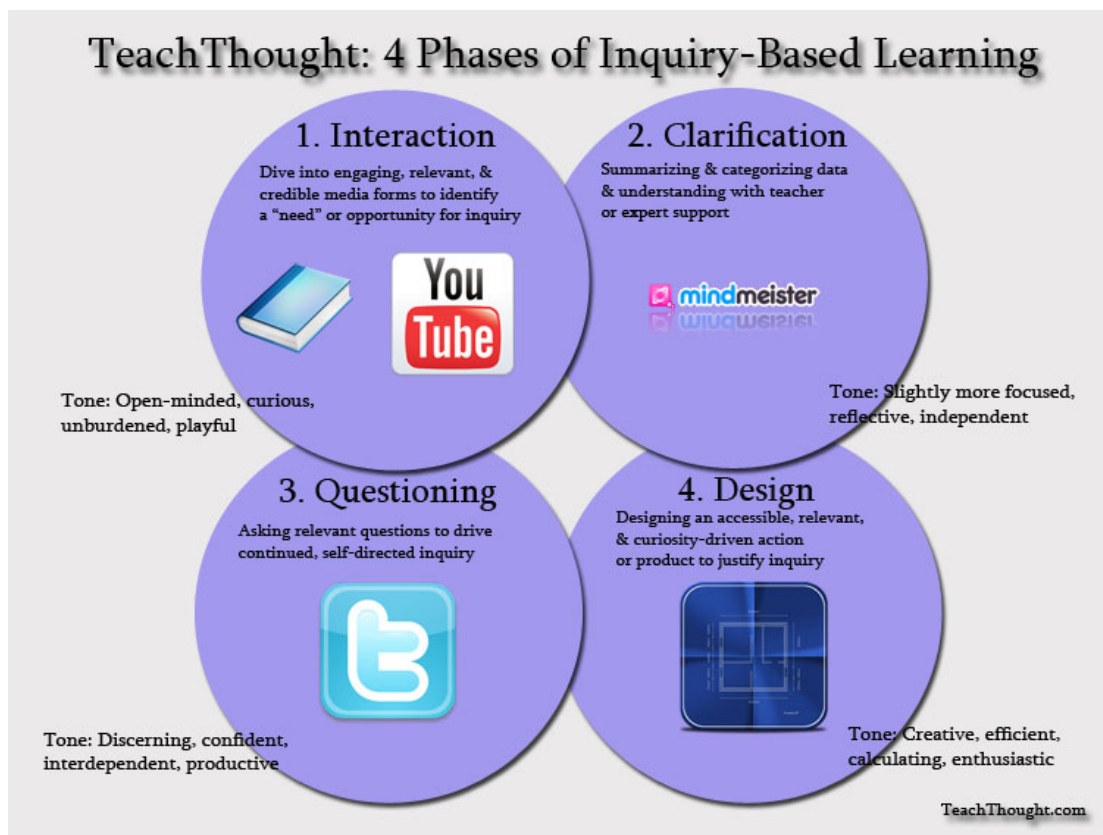 TeachThought: 4 Phases of Inquiry-Based Learning
1. Interaction
Dive into engaging, relevant, &
credible media forms to identify
a “need” or opportunity for inquiry
You
Tube
Tone: Open-minded, curious,
unburdened, playful
2. Clarification
Summarizing & categorizing data
& understanding with teacher
or expert support
mindmeister
Tone: Slightly more focused,
reflective, independent
3. Questioning
Asking relevant questions to drive
continued, self-directed inquiry
t
Tone: Discerning, confident,
interdependent, productive
4. Design
Designing an accessible, relevant,
& curiosity-driven action
or product to justify inquiry
Tone: Creative, efficient,
calculating, enthusiastic
TeachThought.com